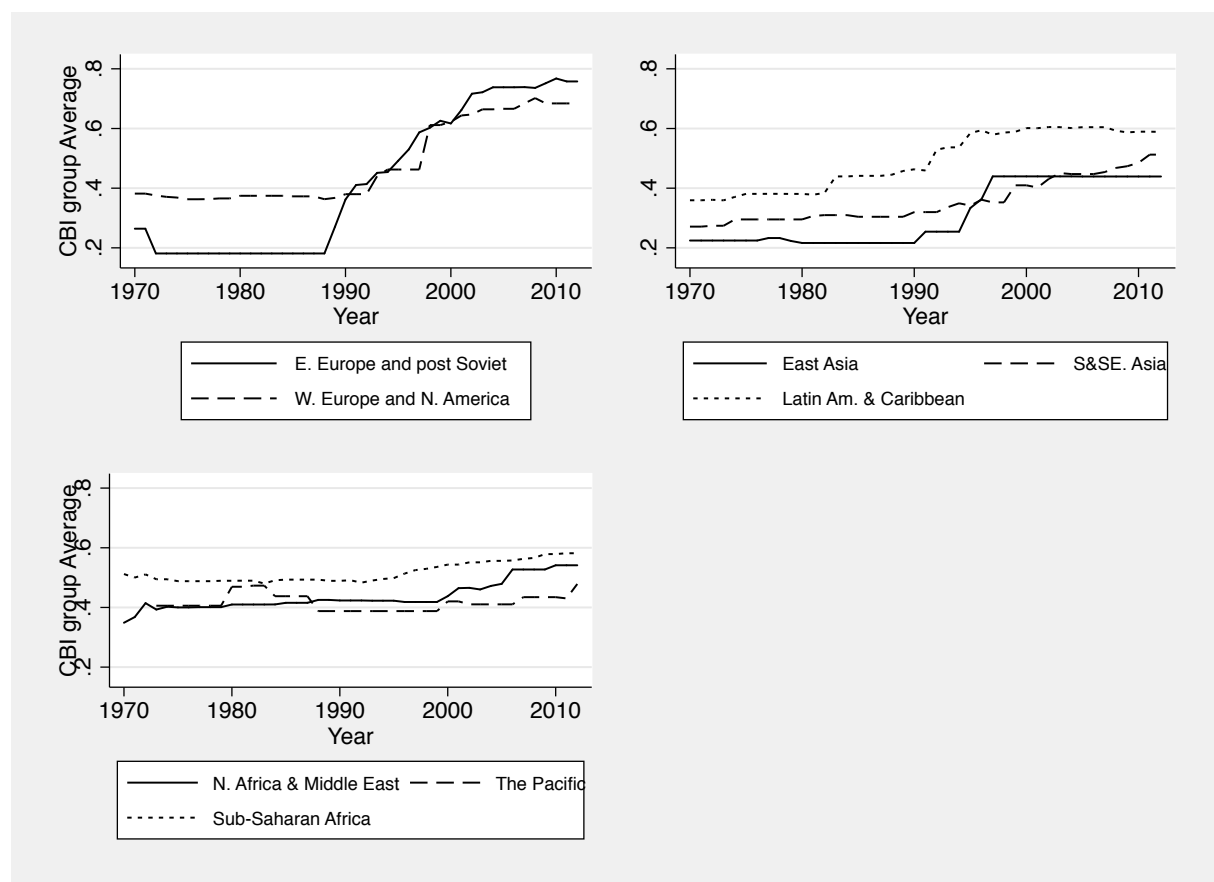 CBI group Average
.2 .4 .6 .8
1970 1980 1990 2000 2010
Year
E. Europe and post Soviet
W. Europe and N. America
.2 .4 .6 .8
1970 1980 1990 2000 2010
Year
East Asia S&SE. Asia
Latin Am. & Caribbean
CBI group Average
.2 .4 .6 .8
1970 1980 1990 2000 2010
Year
N. Africa & Middle East The Pacific
Sub-Saharan Africa